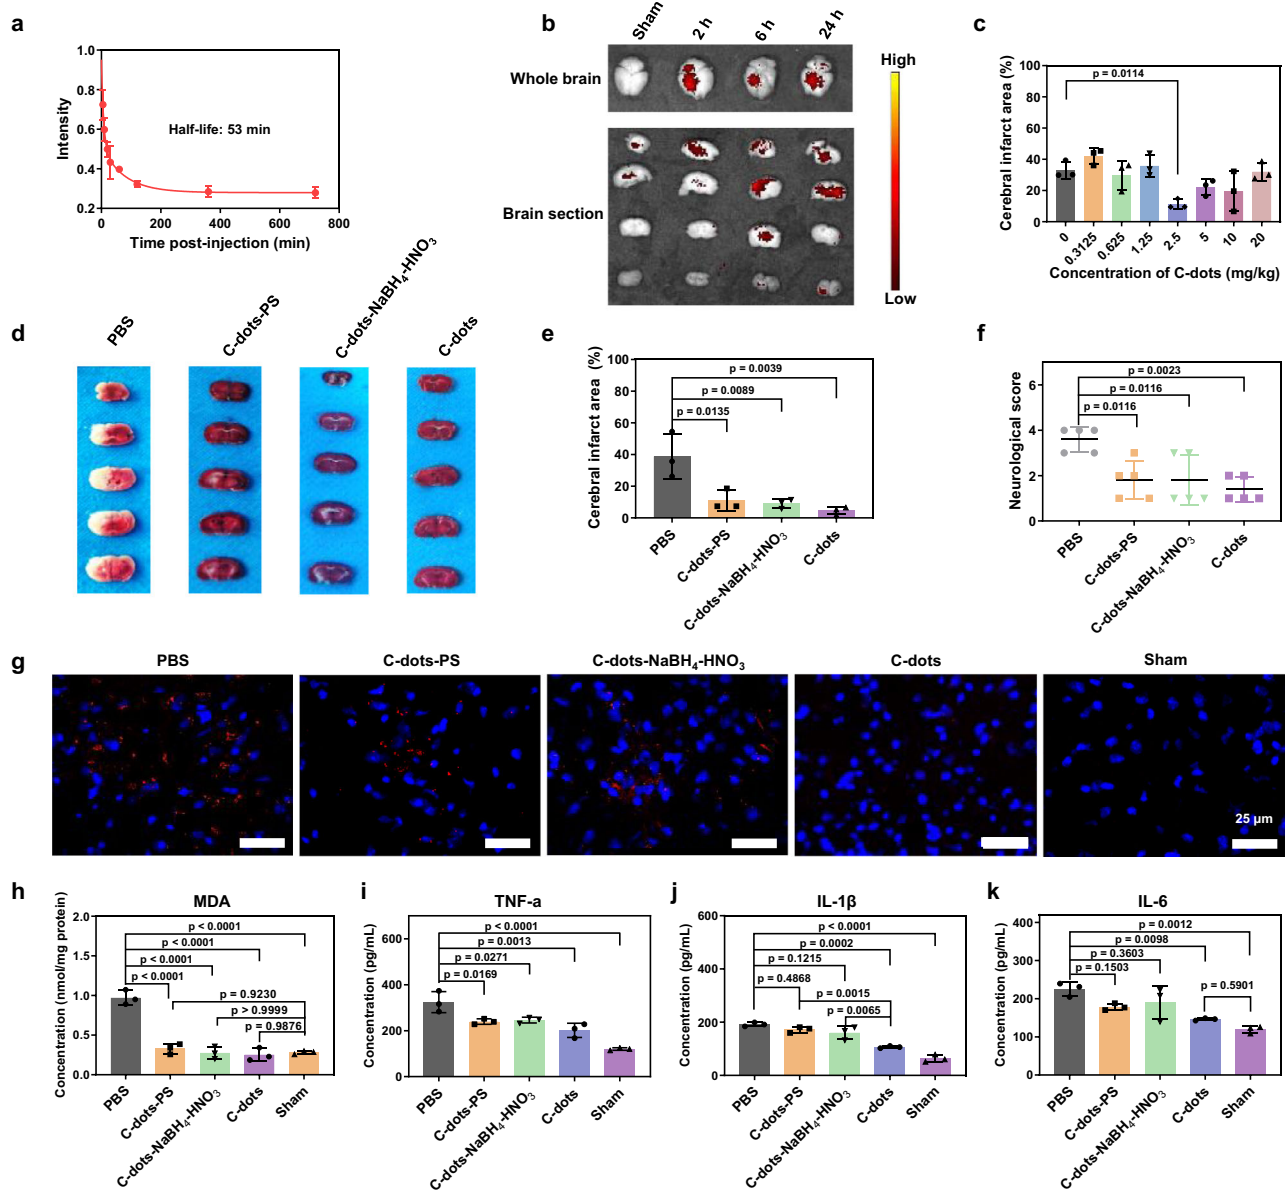 a
1.0
0.8
0.6
0.4
0.2
Intensity
Half-life: 53 min
0
200
400
600
800
Time post-injection (min)
b
Sham
2 h
6 h
24 h
Whole brain
Brain section
High
Low
c
Cerebral infarct area (%)
100
80
60
40
20
0
p = 0.0114
0
0.3125
0.625
1.25
2.5
5
10
20
Concentration of C-dots (mg/kg)
d
PBS
C-dots-PS
C-dots-NaBH₄-HNO₃
C-dots
e
Cerebral infarct area (%)
100
80
60
40
20
0
p = 0.0039
p = 0.0089
p = 0.0135
PBS
C-dots-PS
C-dots-NaBH₄-HNO₃
C-dots
f
Neurological score
6
4
2
0
p = 0.0023
p = 0.0116
p = 0.0116
PBS
C-dots-PS
C-dots-NaBH₄-HNO₃
C-dots
g
PBS
C-dots-PS
C-dots-NaBH₄-HNO₃
C-dots
Sham
25 μm
h
MDA
Concentration (nmol/mg protein)
2.0
1.5
1.0
0.5
0.0
p < 0.0001
p < 0.0001
p < 0.0001
p < 0.0001
p = 0.9230
p > 0.9999
p = 0.9876
PBS
C-dots-PS
C-dots-NaBH₄-HNO₃
C-dots
Sham
i
TNF-a
Concentration (pg/mL)
600
400
200
0
p < 0.0001
p = 0.0013
p = 0.0271
p = 0.0169
PBS
C-dots-PS
C-dots-NaBH₄-HNO₃
C-dots
Sham
j
IL-1β
Concentration (pg/mL)
600
400
200
0
p < 0.0001
p = 0.0002
p = 0.1215
p = 0.4868
p = 0.0015
p = 0.0065
PBS
C-dots-PS
C-dots-NaBH₄-HNO₃
C-dots
Sham
k
IL-6
Concentration (pg/mL)
400
300
200
100
0
p = 0.0012
p = 0.0098
p = 0.3603
p = 0.1503
p = 0.5901
PBS
C-dots-PS
C-dots-NaBH₄-HNO₃
C-dots
Sham